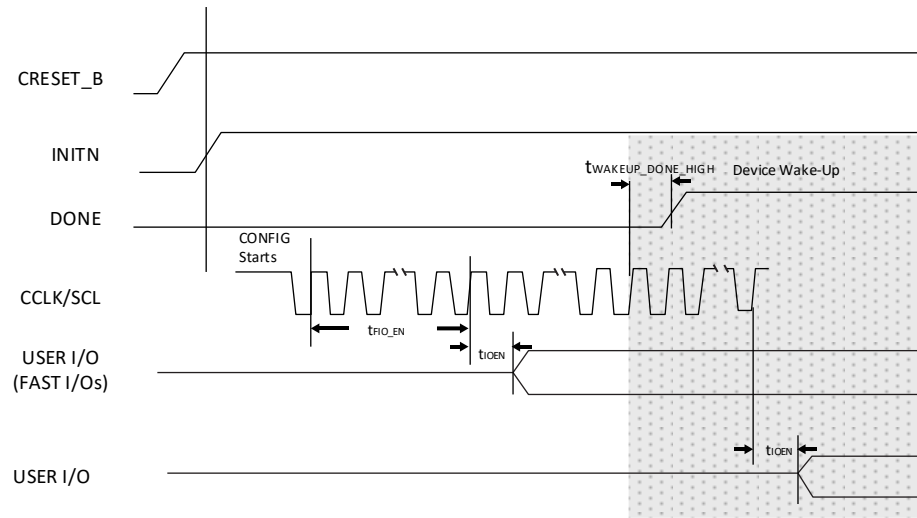 CRESET_B
INITN
tWAKEUP_DONE_HIGH
Device Wake-Up
DONE
CONFIG
Starts
CCLK/SCL
tFIO_EN
USER I/O
(FAST I/Os)
tIOEN
USER I/O
tIOEN